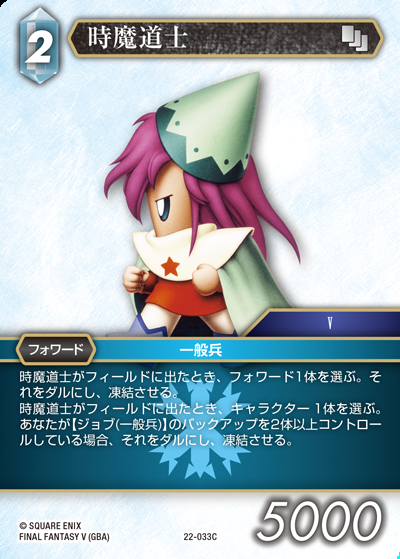 2
時魔道士
V
フォワード
一般兵
時魔道士がフィールドに出たとき、フォワード1体を選ぶ。そ
れをダルにし、凍結させる。
時魔道士がフィールドに出たとき、キャラクター 1体を選ぶ。
あなたが【ジョブ(一般兵)】のバックアップを2体以上コントロ
ールしている場合、それをダルにし、凍結させる。
© SQUARE ENIX
FINAL FANTASY V (GBA)
22-033C
5000